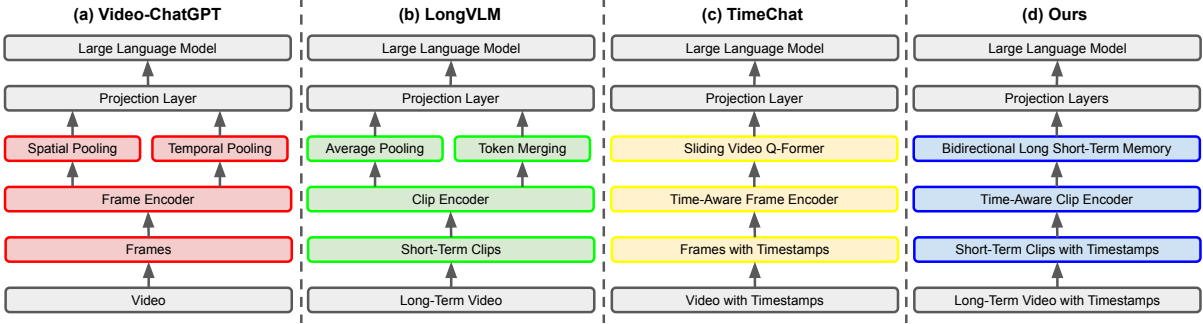 (a) Video-ChatGPT
Large Language Model
Projection Layer
Spatial Pooling
Temporal Pooling
Frame Encoder
Frames
Video
(b) LongVLM
Large Language Model
Projection Layer
Average Pooling
Token Merging
Clip Encoder
Short-Term Clips
Long-Term Video
(c) TimeChat
Large Language Model
Projection Layer
Sliding Video Q-Former
Time-Aware Frame Encoder
Frames with Timestamps
Video with Timestamps
(d) Ours
Large Language Model
Projection Layers
Bidirectional Long Short-Term Memory
Time-Aware Clip Encoder
Short-Term Clips with Timestamps
Long-Term Video with Timestamps